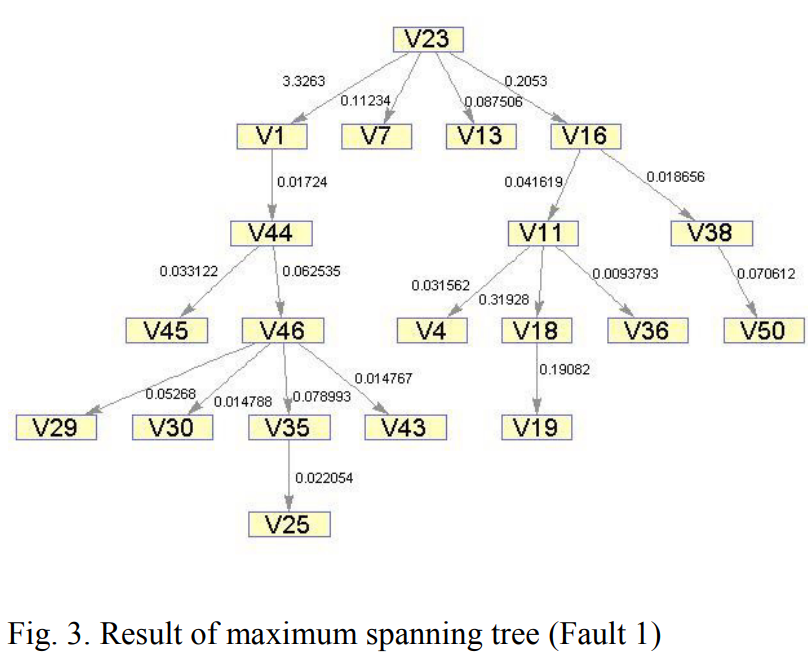 V23
3.3263
0.11234
0.087506
0.2053
V1
V7
V13
V16
0.01724
0.041619
0.018656
V44
V11
V38
0.033122
0.062535
0.031562
0.31928
0.0093793
0.070612
V45
V46
V4
V18
V36
V50
0.05268
0.014788
0.078993
0.014767
0.19082
V29
V30
V35
V43
V19
0.022054
V25
Fig. 3. Result of maximum spanning tree (Fault 1)